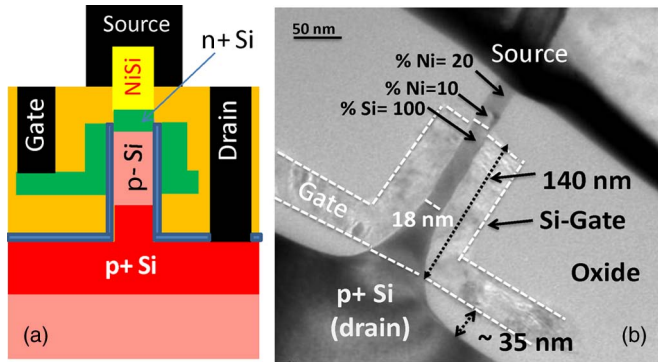 Source
n+ Si
NiSi
Gate
Drain
p- Si
p+ Si
(a)
50 nm
(b)
% Ni= 20
Source
% Ni=10
% Si= 100
140 nm
Gate
18 nm
Si-Gate
Oxide
p+ Si
(drain)
~ 35 nm